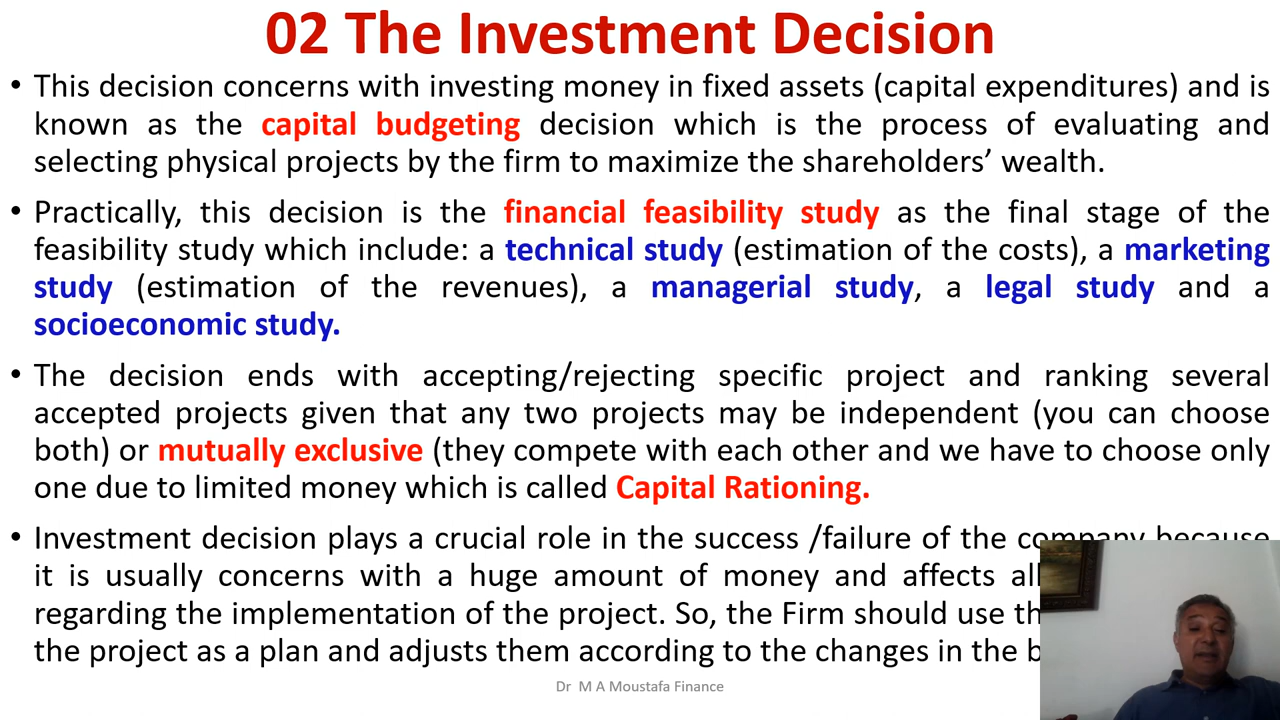 02 The Investment Decision
• This decision concerns with investing money in fixed assets (capital expenditures) and is
known as the capital budgeting decision which is the process of evaluating and
selecting physical projects by the firm to maximize the shareholders’ wealth.
• Practically, this decision is the financial feasibility study as the final stage of the
feasibility study which include: a technical study (estimation of the costs), a marketing
study (estimation of the revenues), a managerial study, a legal study and a
socioeconomic study.
• The decision ends with accepting/rejecting specific project and ranking several
accepted projects given that any two projects may be independent (you can choose
both) or mutually exclusive (they compete with each other and we have to choose only
one due to limited money which is called Capital Rationing.
• Investment decision plays a crucial role in the success /failure of the company because
it is usually concerns with a huge amount of money and affects all
regarding the implementation of the project. So, the Firm should use
the project as a plan and adjusts them according to the changes in the
Dr M A Moustafa Finance